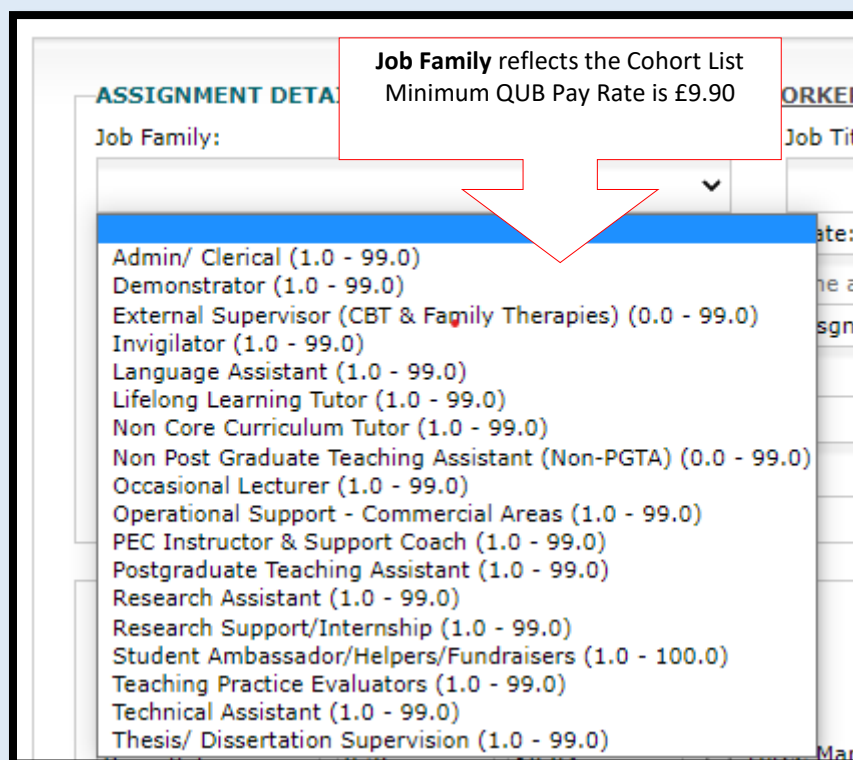 Job Family reflects the Cohort List
Minimum QUB Pay Rate is £9.90
ASSIGNMENT DETAI
ORKE
Job Family:
Job Tit
ate:
ne a
sgn
Admin/ Clerical (1.0 - 99.0)
Demonstrator (1.0 - 99.0)
External Supervisor (CBT & Family Therapies) (0.0 - 99.0)
Invigilator (1.0 - 99.0)
Language Assistant (1.0 - 99.0)
Lifelong Learning Tutor (1.0 - 99.0)
Non Core Curriculum Tutor (1.0 - 99.0)
Non Post Graduate Teaching Assistant (Non-PGTA) (0.0 - 99.0)
Occasional Lecturer (1.0 - 99.0)
Operational Support - Commercial Areas (1.0 - 99.0)
PEC Instructor & Support Coach (1.0 - 99.0)
Postgraduate Teaching Assistant (1.0 - 99.0)
Research Assistant (1.0 - 99.0)
Research Support/Internship (1.0 - 99.0)
Student Ambassador/Helpers/Fundraisers (1.0 - 100.0)
Teaching Practice Evaluators (1.0 - 99.0)
Technical Assistant (1.0 - 99.0)
Thesis/ Dissertation Supervision (1.0 - 99.0)
Mar